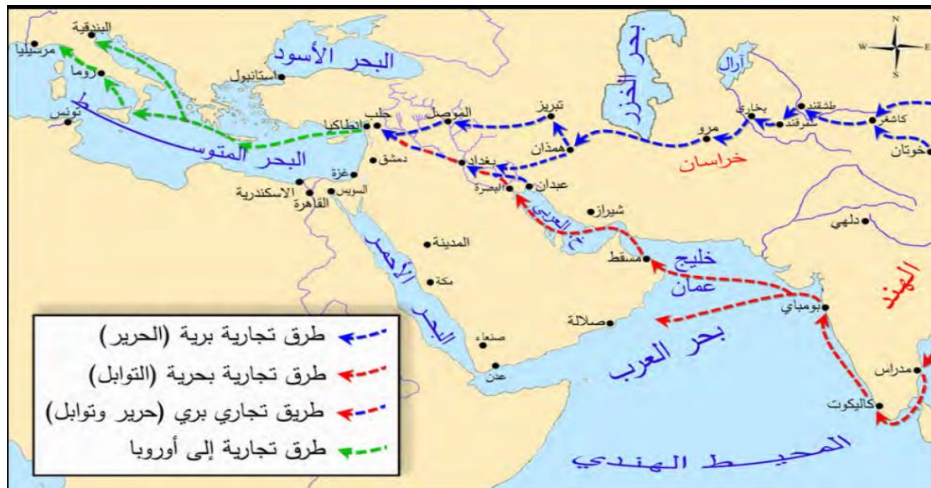 البندقية
مرسيليا
روما
تونس
البحر الأسود
استانبول
البحر المتوسط
بحر الخزر
آرال
N
W
E
S
طشقند
بخارى
سمرقند
كاشغر
خوتان
مرو
خراسان
تبريز
همذان
الموصل
حلب
انطاكيا
دمشق
بغداد
عبدان
البصرة
غزة
الاسكندرية
السويس
القاهرة
شيراز
خ. العربي
المدينة
مكة
البحر الأحمر
صنعاء
عدن
صلالة
مسقط
خليج
عمان
بحر العرب
دلهي
الهند
بومباي
مدراس
كاليكوت
المحيط الهندي
طرق تجارية برية (الحرير)
طرق تجارية بحرية (التوابل)
طريق تجاري بري (حرير وتوابل)
طرق تجارية إلى أوروبا